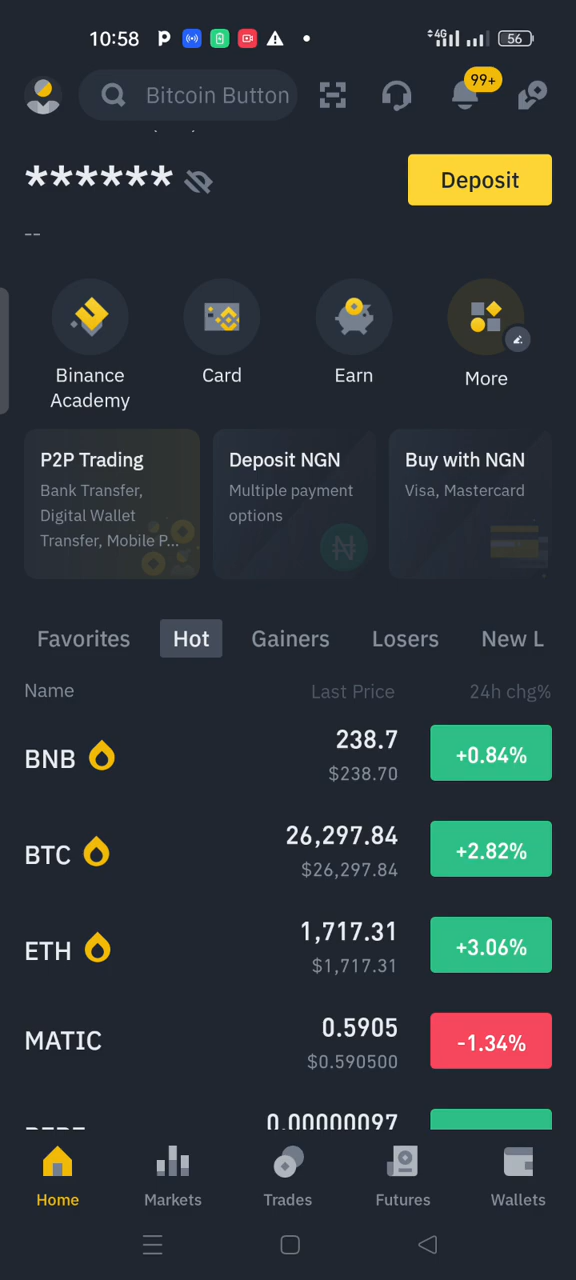 10:58
4G
56
Bitcoin Button
99+
******
Deposit
--
Binance Academy
Card
Earn
More
P2P Trading
Bank Transfer,
Digital Wallet
Transfer, Mobile P...
Deposit NGN
Multiple payment
options
Buy with NGN
Visa, Mastercard
Favorites Hot Gainers Losers New L
Name Last Price 24h chg%
BNB 238.7 +0.84%
$238.70
BTC 26,297.84 +2.82%
$26,297.84
ETH 1,717.31 +3.06%
$1,717.31
MATIC 0.5905 -1.34%
$0.590500
0.00000097
Home Markets Trades Futures Wallets